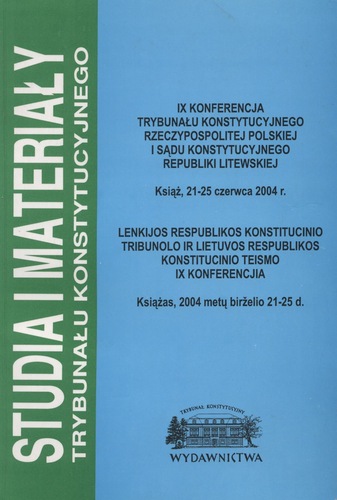 STUDIA I MATERIAŁY
TRYBUNAŁU KONSTYTUCYJNEGO
IX KONFERENCJA
TRYBUNAŁU KONSTYTUCYJNEGO
RZECZYPOSPOLITEJ POLSKIEJ
I SĄDU KONSTYTUCYJNEGO
REPUBLIKI LITEWSKIEJ
Książ, 21-25 czerwca 2004 r.
LENKIJOS RESPUBLIKOS KONSTITUCINIO
TRIBUNOLO IR LIETUVOS RESPUBLIKOS
KONSTITUCINIO TEISMO
IX KONFERENCJIA
Książas, 2004 metų birželio 21-25 d.
TRYBUNAŁ KONSTYTUCYJNY
WYDAWNICTWA